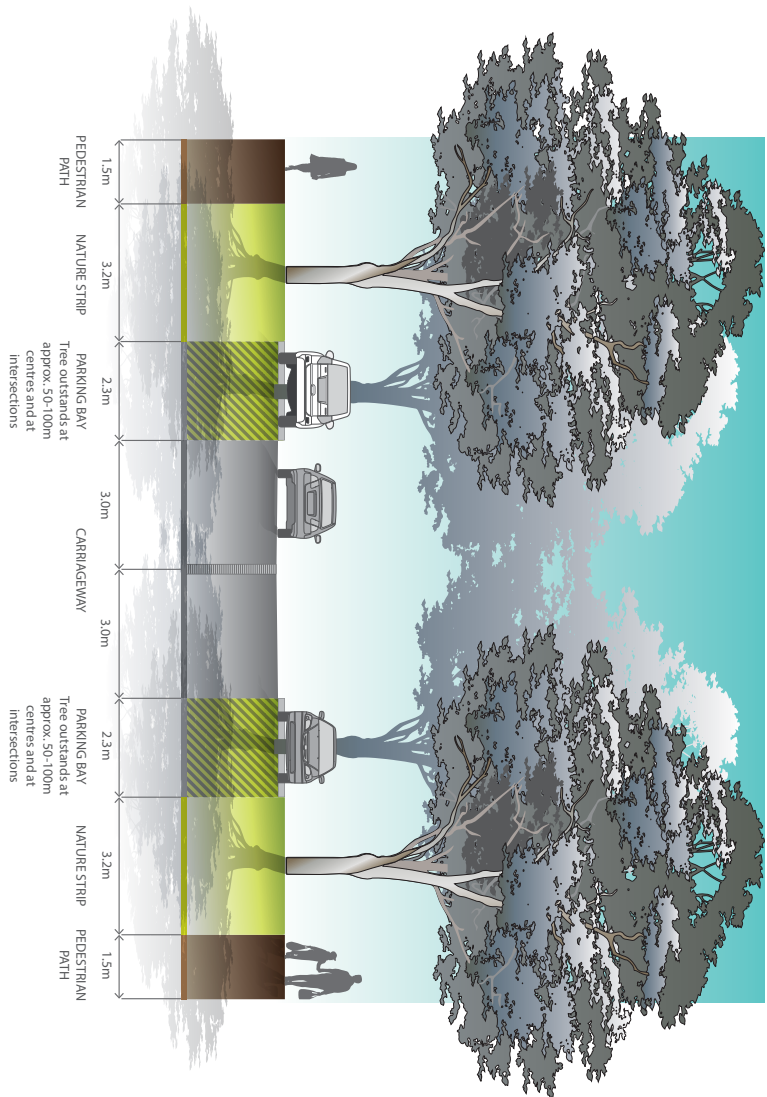 1.5m
3.2m
2.3m
3.0m
3.0m
2.3m
3.2m
1.5m
PEDESTRIAN
PATH
NATURE STRIP
PARKING BAY
Tree outstands at
approx. 50-100m
centres and at
intersections
CARRIAGEWAY
PARKING BAY
Tree outstands at
approx. 50-100m
centres and at
intersections
NATURE STRIP
PEDESTRIAN
PATH